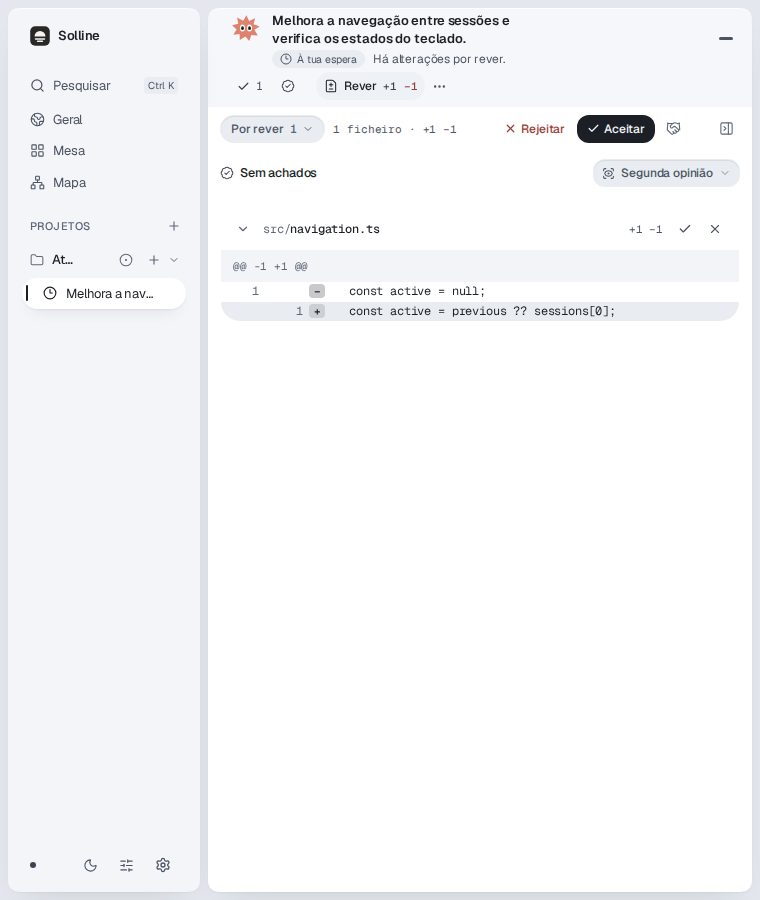 Solline
Pesquisar Ctrl K
Geral
Mesa
Mapa
PROJETOS
At…
Melhora a nav…
Melhora a navegação entre sessões e
verifica os estados do teclado.
À tua espera Há alterações por rever.
1 Rever +1 −1
Por rever 1 1 ficheiro · +1 −1 Rejeitar Aceitar
Sem achados Segunda opinião
src/navigation.ts +1 −1
@@ -1 +1 @@
1 − const active = null;
1 + const active = previous ?? sessions[0];